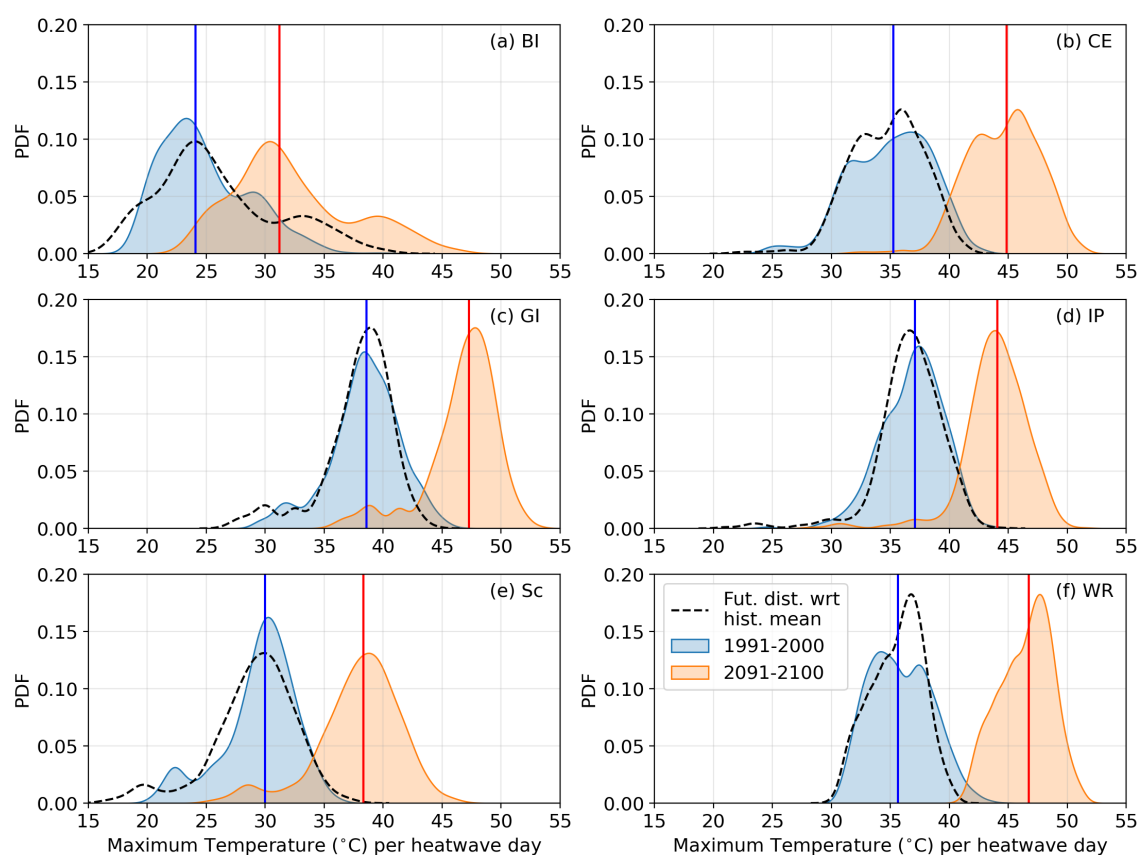 0.20
0.15
0.10
0.05
0.00
PDF
(a) BI
15 20 25 30 35 40 45 50 55
0.20
0.15
0.10
0.05
0.00
PDF
(b) CE
15 20 25 30 35 40 45 50 55
0.20
0.15
0.10
0.05
0.00
PDF
(c) GI
15 20 25 30 35 40 45 50 55
0.20
0.15
0.10
0.05
0.00
PDF
(d) IP
15 20 25 30 35 40 45 50 55
0.20
0.15
0.10
0.05
0.00
PDF
(e) Sc
15 20 25 30 35 40 45 50 55
Maximum Temperature (°C) per heatwave day
0.20
0.15
0.10
0.05
0.00
PDF
(f) WR
Fut. dist. wrt
hist. mean
1991-2000
2091-2100
15 20 25 30 35 40 45 50 55
Maximum Temperature (°C) per heatwave day